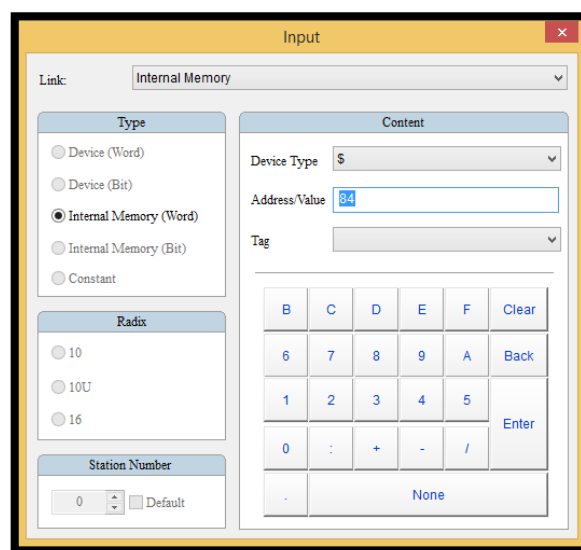 Input
Link: Internal Memory
Type
Device (Word)
Device (Bit)
Internal Memory (Word)
Internal Memory (Bit)
Constant
Radix
10
10U
16
Station Number
0 Default
Content
Device Type $
Address/Value 84
Tag
B C D E F Clear
6 7 8 9 A Back
1 2 3 4 5 Enter
0 : + - /
. None